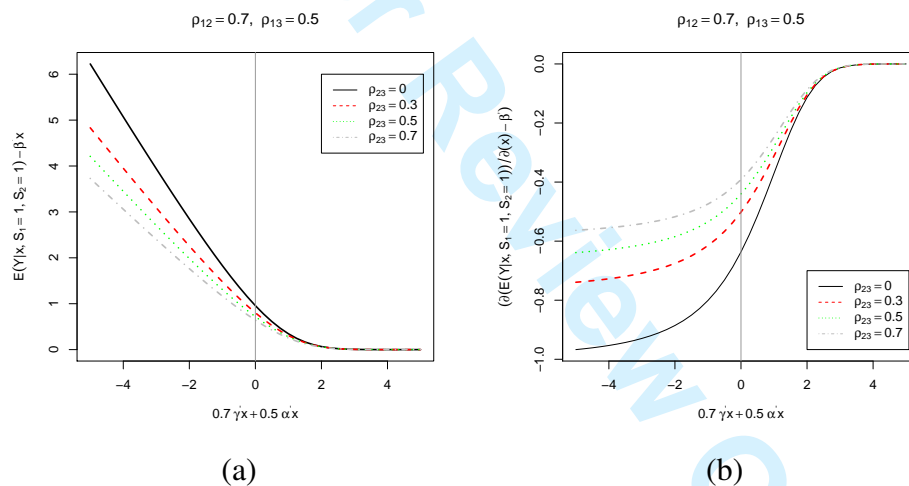 ρ12 = 0.7, ρ13 = 0.5
E(Y|x, S1 = 1, S2 = 1) − β'x
6
5
4
3
2
1
0
ρ23 = 0
ρ23 = 0.3
ρ23 = 0.5
ρ23 = 0.7
−4 −2 0 2 4
0.7 γ'x + 0.5 α'x
(a)
ρ12 = 0.7, ρ13 = 0.5
(∂(E(Y|x, S1 = 1, S2 = 1))/∂(x) − β')
0.0
−0.2
−0.4
−0.6
−0.8
−1.0
ρ23 = 0
ρ23 = 0.3
ρ23 = 0.5
ρ23 = 0.7
−4 −2 0 2 4
0.7 γ'x + 0.5 α'x
(b)
r Review O